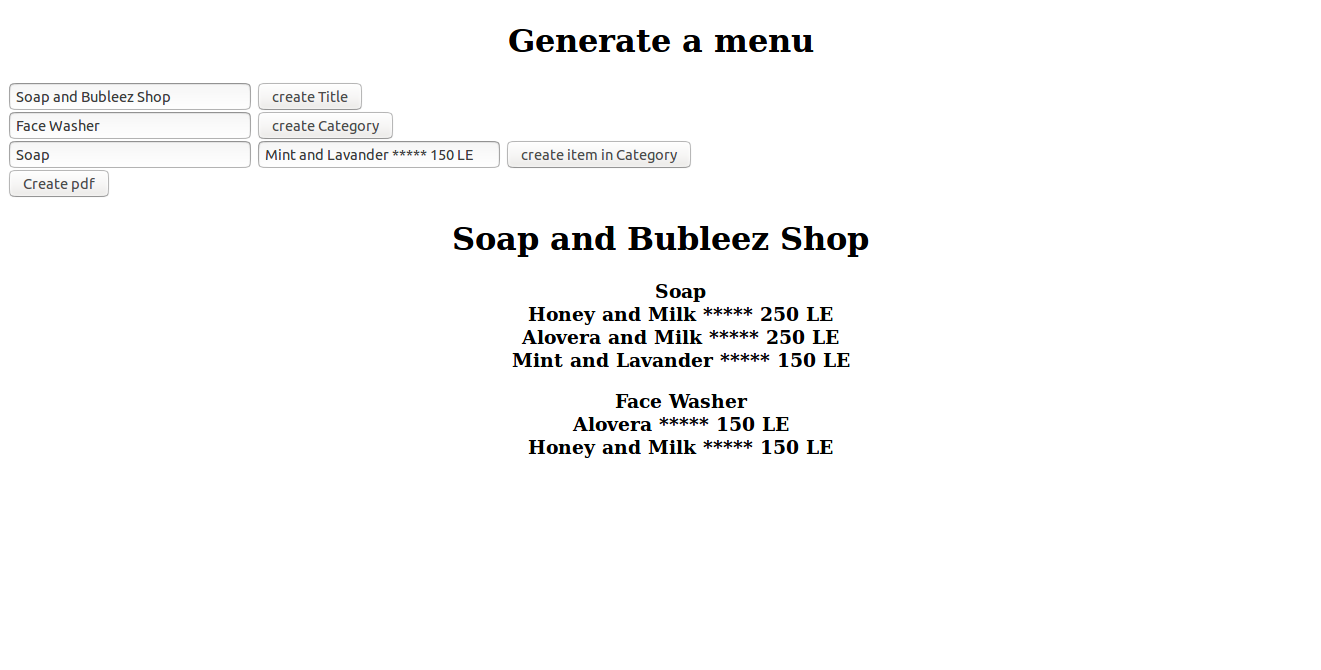 Generate a menu
Soap and Bubleez Shop create Title
Face Washer create Category
Soap Mint and Lavander ***** 150 LE create item in Category
Create pdf
Soap and Bubleez Shop
Soap
Honey and Milk ***** 250 LE
Alovera and Milk ***** 250 LE
Mint and Lavander ***** 150 LE
Face Washer
Alovera ***** 150 LE
Honey and Milk ***** 150 LE